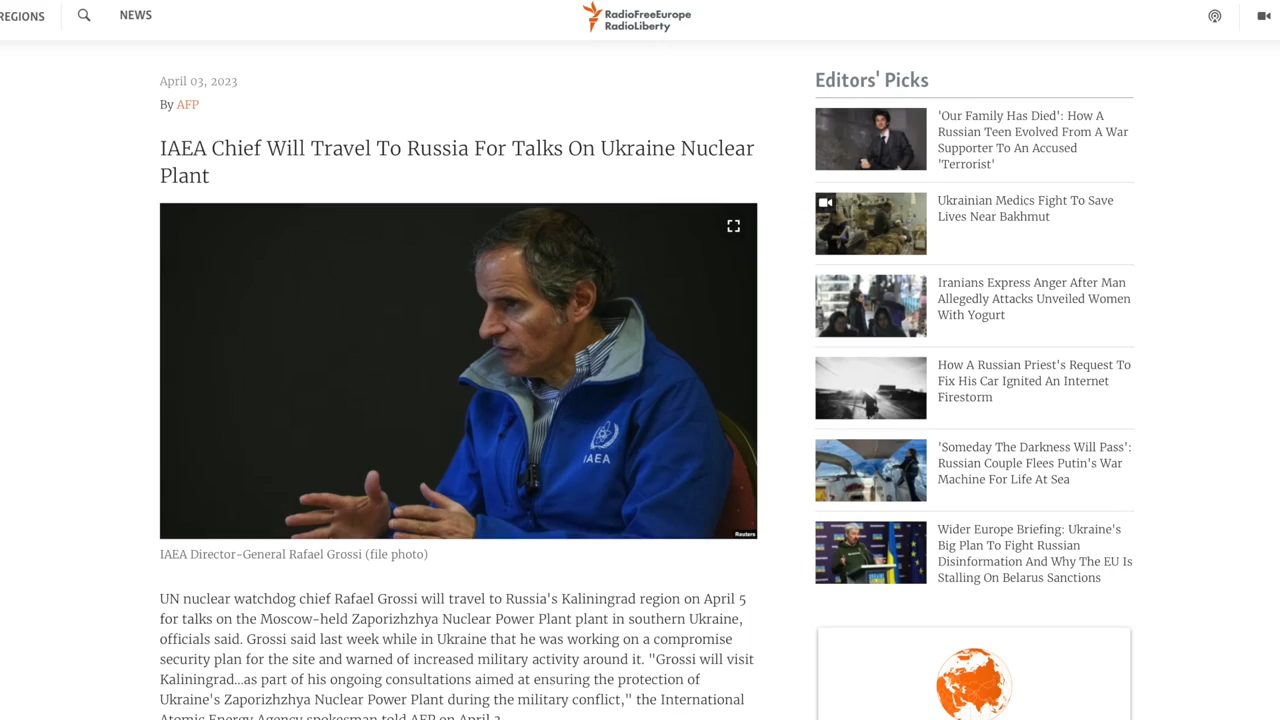 REGIONS
NEWS
RadioFreeEurope
RadioLiberty
April 03, 2023
By AFP
IAEA Chief Will Travel To Russia For Talks On Ukraine Nuclear
Plant
IAEA
Reuters
IAEA Director-General Rafael Grossi (file photo)
UN nuclear watchdog chief Rafael Grossi will travel to Russia's Kaliningrad region on April 5
for talks on the Moscow-held Zaporizhzhya Nuclear Power Plant plant in southern Ukraine,
officials said. Grossi said last week while in Ukraine that he was working on a compromise
security plan for the site and warned of increased military activity around it. "Grossi will visit
Kaliningrad...as part of his ongoing consultations aimed at ensuring the protection of
Ukraine's Zaporizhzhya Nuclear Power Plant during the military conflict," the International
Atomic Energy Agency spokesman told AFP on April 3.
Editors' Picks
'Our Family Has Died': How A
Russian Teen Evolved From A War
Supporter To An Accused
'Terrorist'
Ukrainian Medics Fight To Save
Lives Near Bakhmut
Iranians Express Anger After Man
Allegedly Attacks Unveiled Women
With Yogurt
How A Russian Priest's Request To
Fix His Car Ignited An Internet
Firestorm
'Someday The Darkness Will Pass':
Russian Couple Flees Putin's War
Machine For Life At Sea
Wider Europe Briefing: Ukraine's
Big Plan To Fight Russian
Disinformation And Why The EU Is
Stalling On Belarus Sanctions